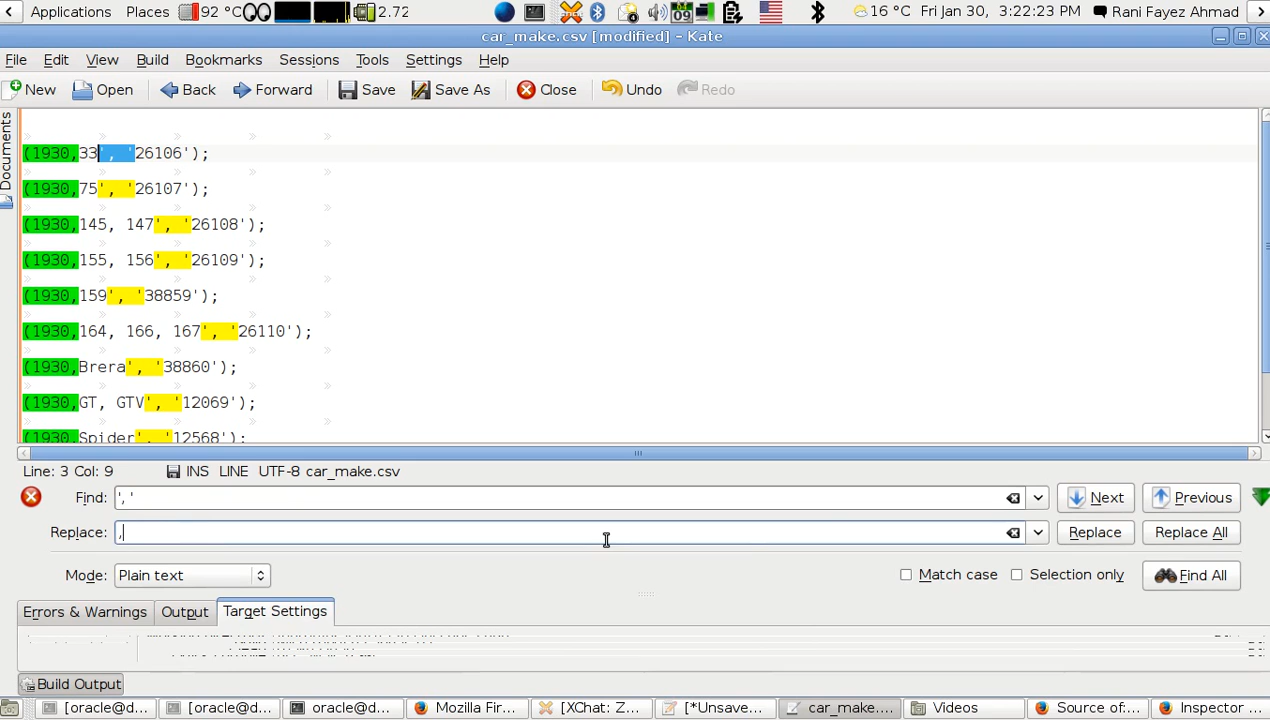 Applications Places 92 °C 2.72 09 16 °C Fri Jan 30, 3:22:23 PM Rani Fayez Ahmad
car_make.csv [modified] – Kate
File Edit View Build Bookmarks Sessions Tools Settings Help
New Open Back Forward Save Save As Close Undo Redo
Documents
(1930,33', '26106');
(1930,75', '26107');
(1930,145, 147', '26108');
(1930,155, 156', '26109');
(1930,159', '38859');
(1930,164, 166, 167', '26110');
(1930,Brera', '38860');
(1930,GT, GTV', '12069');
(1930,Spider', '12568');
Line: 3 Col: 9 INS LINE UTF-8 car_make.csv
Find: ', ' Next Previous
Replace: , Replace Replace All
Mode: Plain text Match case Selection only Find All
Errors & Warnings Output Target Settings
Build Output
[oracle@d... [oracle@d... oracle@d... Mozilla Fir... [XChat: Z... [*Unsave... car_make.... Videos Source of... Inspector ...